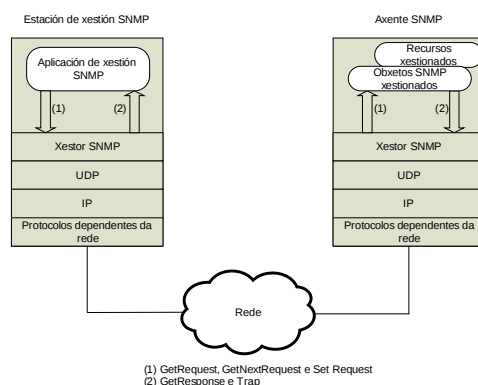 Estación de xestión SNMP
Aplicación de xestión
SNMP
(1)
(2)
Xestor SNMP
UDP
IP
Protocolos dependentes da
rede
Axente SNMP
Recursos
xestionados
Obxetos SNMP
xestionados
(1)
(2)
Xestor SNMP
UDP
IP
Protocolos dependentes da
rede
Rede
(1) GetRequest, GetNextRequest e Set Request
(2) GetResponse e Trap